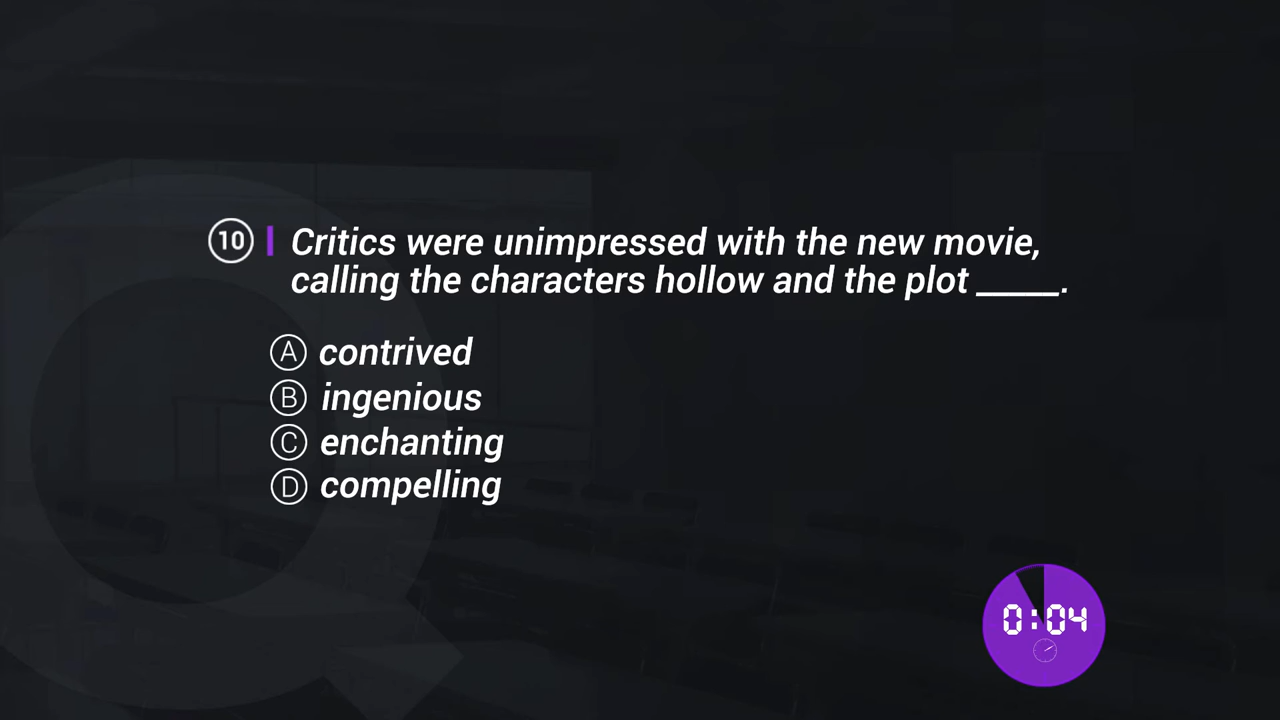 10 Critics were unimpressed with the new movie,
calling the characters hollow and the plot _____.
A contrived
B ingenious
C enchanting
D compelling
0:04